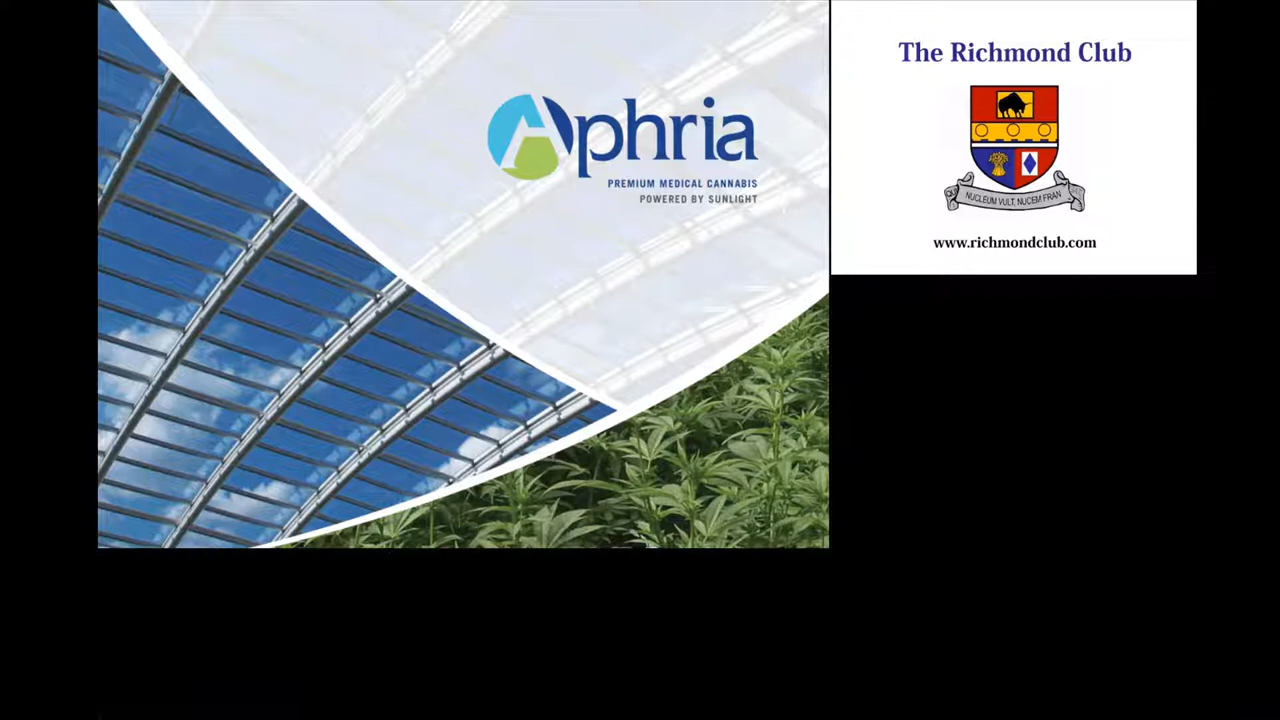 Aphria
PREMIUM MEDICAL CANNABIS
POWERED BY SUNLIGHT
The Richmond Club
NUCLEUM VULT, NUCEM FRAN
www.richmondclub.com